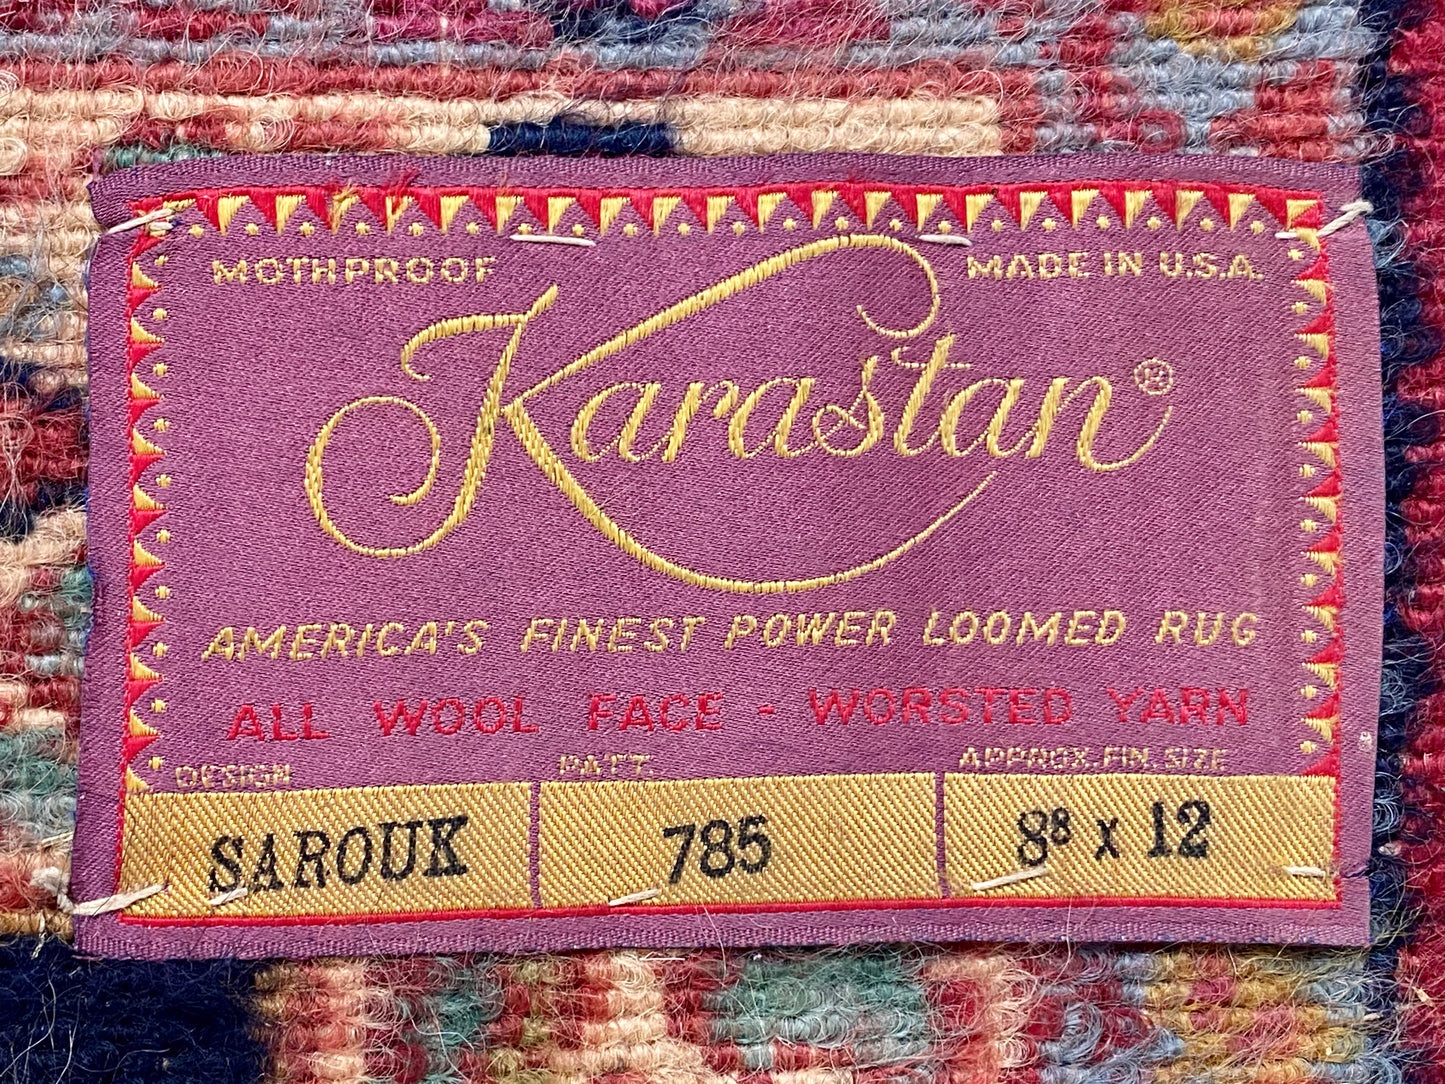 MOTHPROOF
MADE IN U.S.A.
Karastan®
AMERICA'S FINEST POWER LOOMED RUG
ALL WOOL FACE - WORSTED YARN
DESIGN PATT. APPROX. FIN. SIZE
SAROUK 785 8⁸ x 12